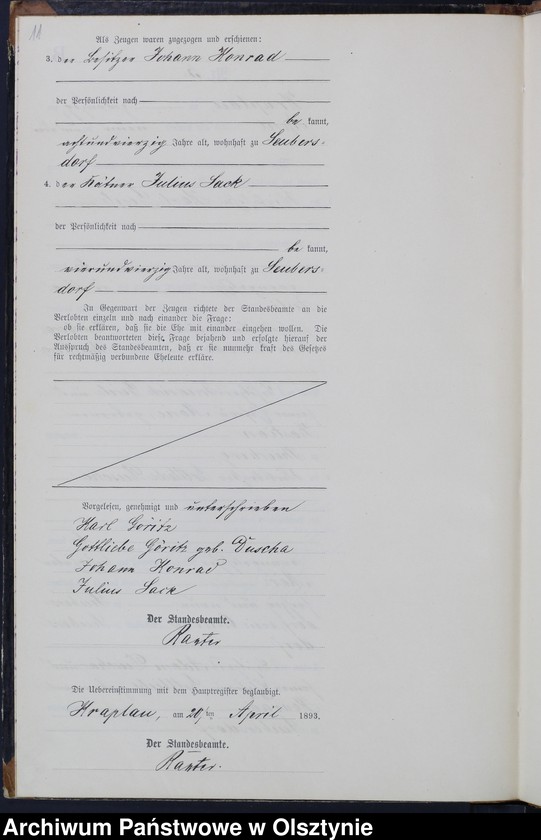 11
Als Zeugen waren zugezogen und erschienen:
3. der Besitzer Johann Konrad
der Persönlichkeit nach
be kannt,
achtundvierzig Jahre alt, wohnhaft zu Seubers-
dorf
4. der Kätner Julius Sack
der Persönlichkeit nach
be kannt,
vierundvierzig Jahre alt, wohnhaft zu Seubers-
dorf
In Gegenwart der Zeugen richtete der Standesbeamte an die
Verlobten einzeln und nach einander die Frage:
ob sie erklären, daß sie die Ehe mit einander eingehen wollen. Die
Verlobten beantworteten diese Frage bejahend und erfolgte hierauf der
Ausspruch des Standesbeamten, daß er sie nunmehr kraft des Gesetzes
für rechtmäßig verbundene Eheleute erkläre.
Vorgelesen, genehmigt und unterschrieben
Karl Göritz
Gottliebe Göritz geb. Duscha
Johann Konrad
Julius Sack
Der Standesbeamte.
Die Uebereinstimmung mit dem Hauptregister beglaubigt.
Kraplau, am 20ten April 1893.
Der Standesbeamte.
Archiwum Państwowe w Olsztynie